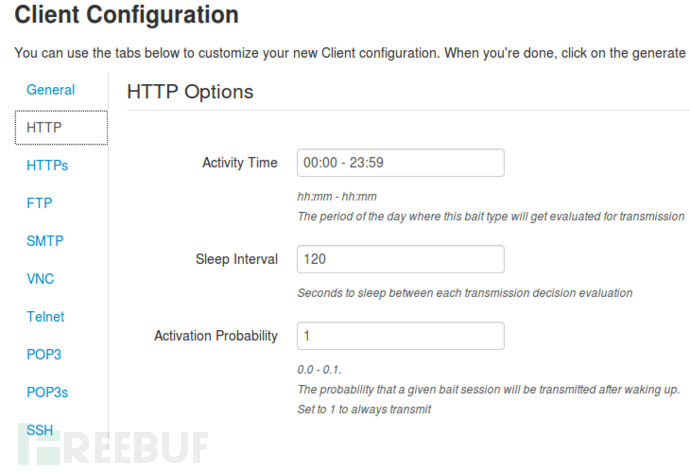 Client Configuration
You can use the tabs below to customize your new Client configuration. When you're done, click on the generate
General
HTTP
HTTPs
FTP
SMTP
VNC
Telnet
POP3
POP3s
SSH
HTTP Options
Activity Time
00:00 - 23:59
hh:mm - hh:mm
The period of the day where this bait type will get evaluated for transmission
Sleep Interval
120
Seconds to sleep between each transmission decision evaluation
Activation Probability
1
0.0 - 0.1.
The probability that a given bait session will be transmitted after waking up.
Set to 1 to always transmit
FREEBUF